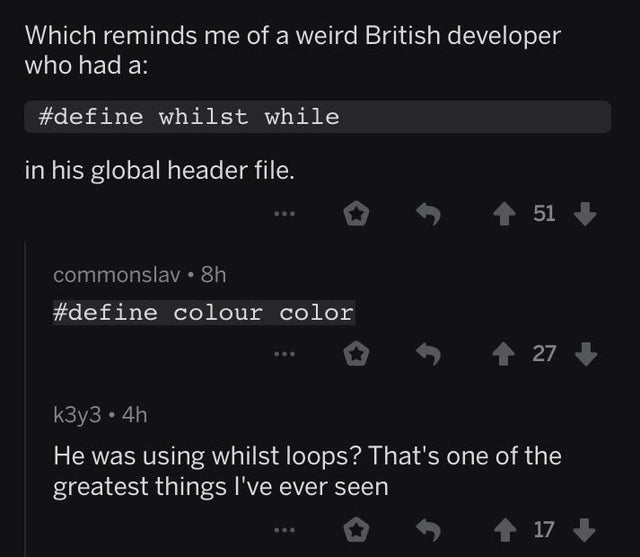 Which reminds me of a weird British developer
who had a:
#define whilst while
in his global header file.
... 51
commonslav • 8h
#define colour color
... 27
k3y3 • 4h
He was using whilst loops? That's one of the
greatest things I've ever seen
... 17